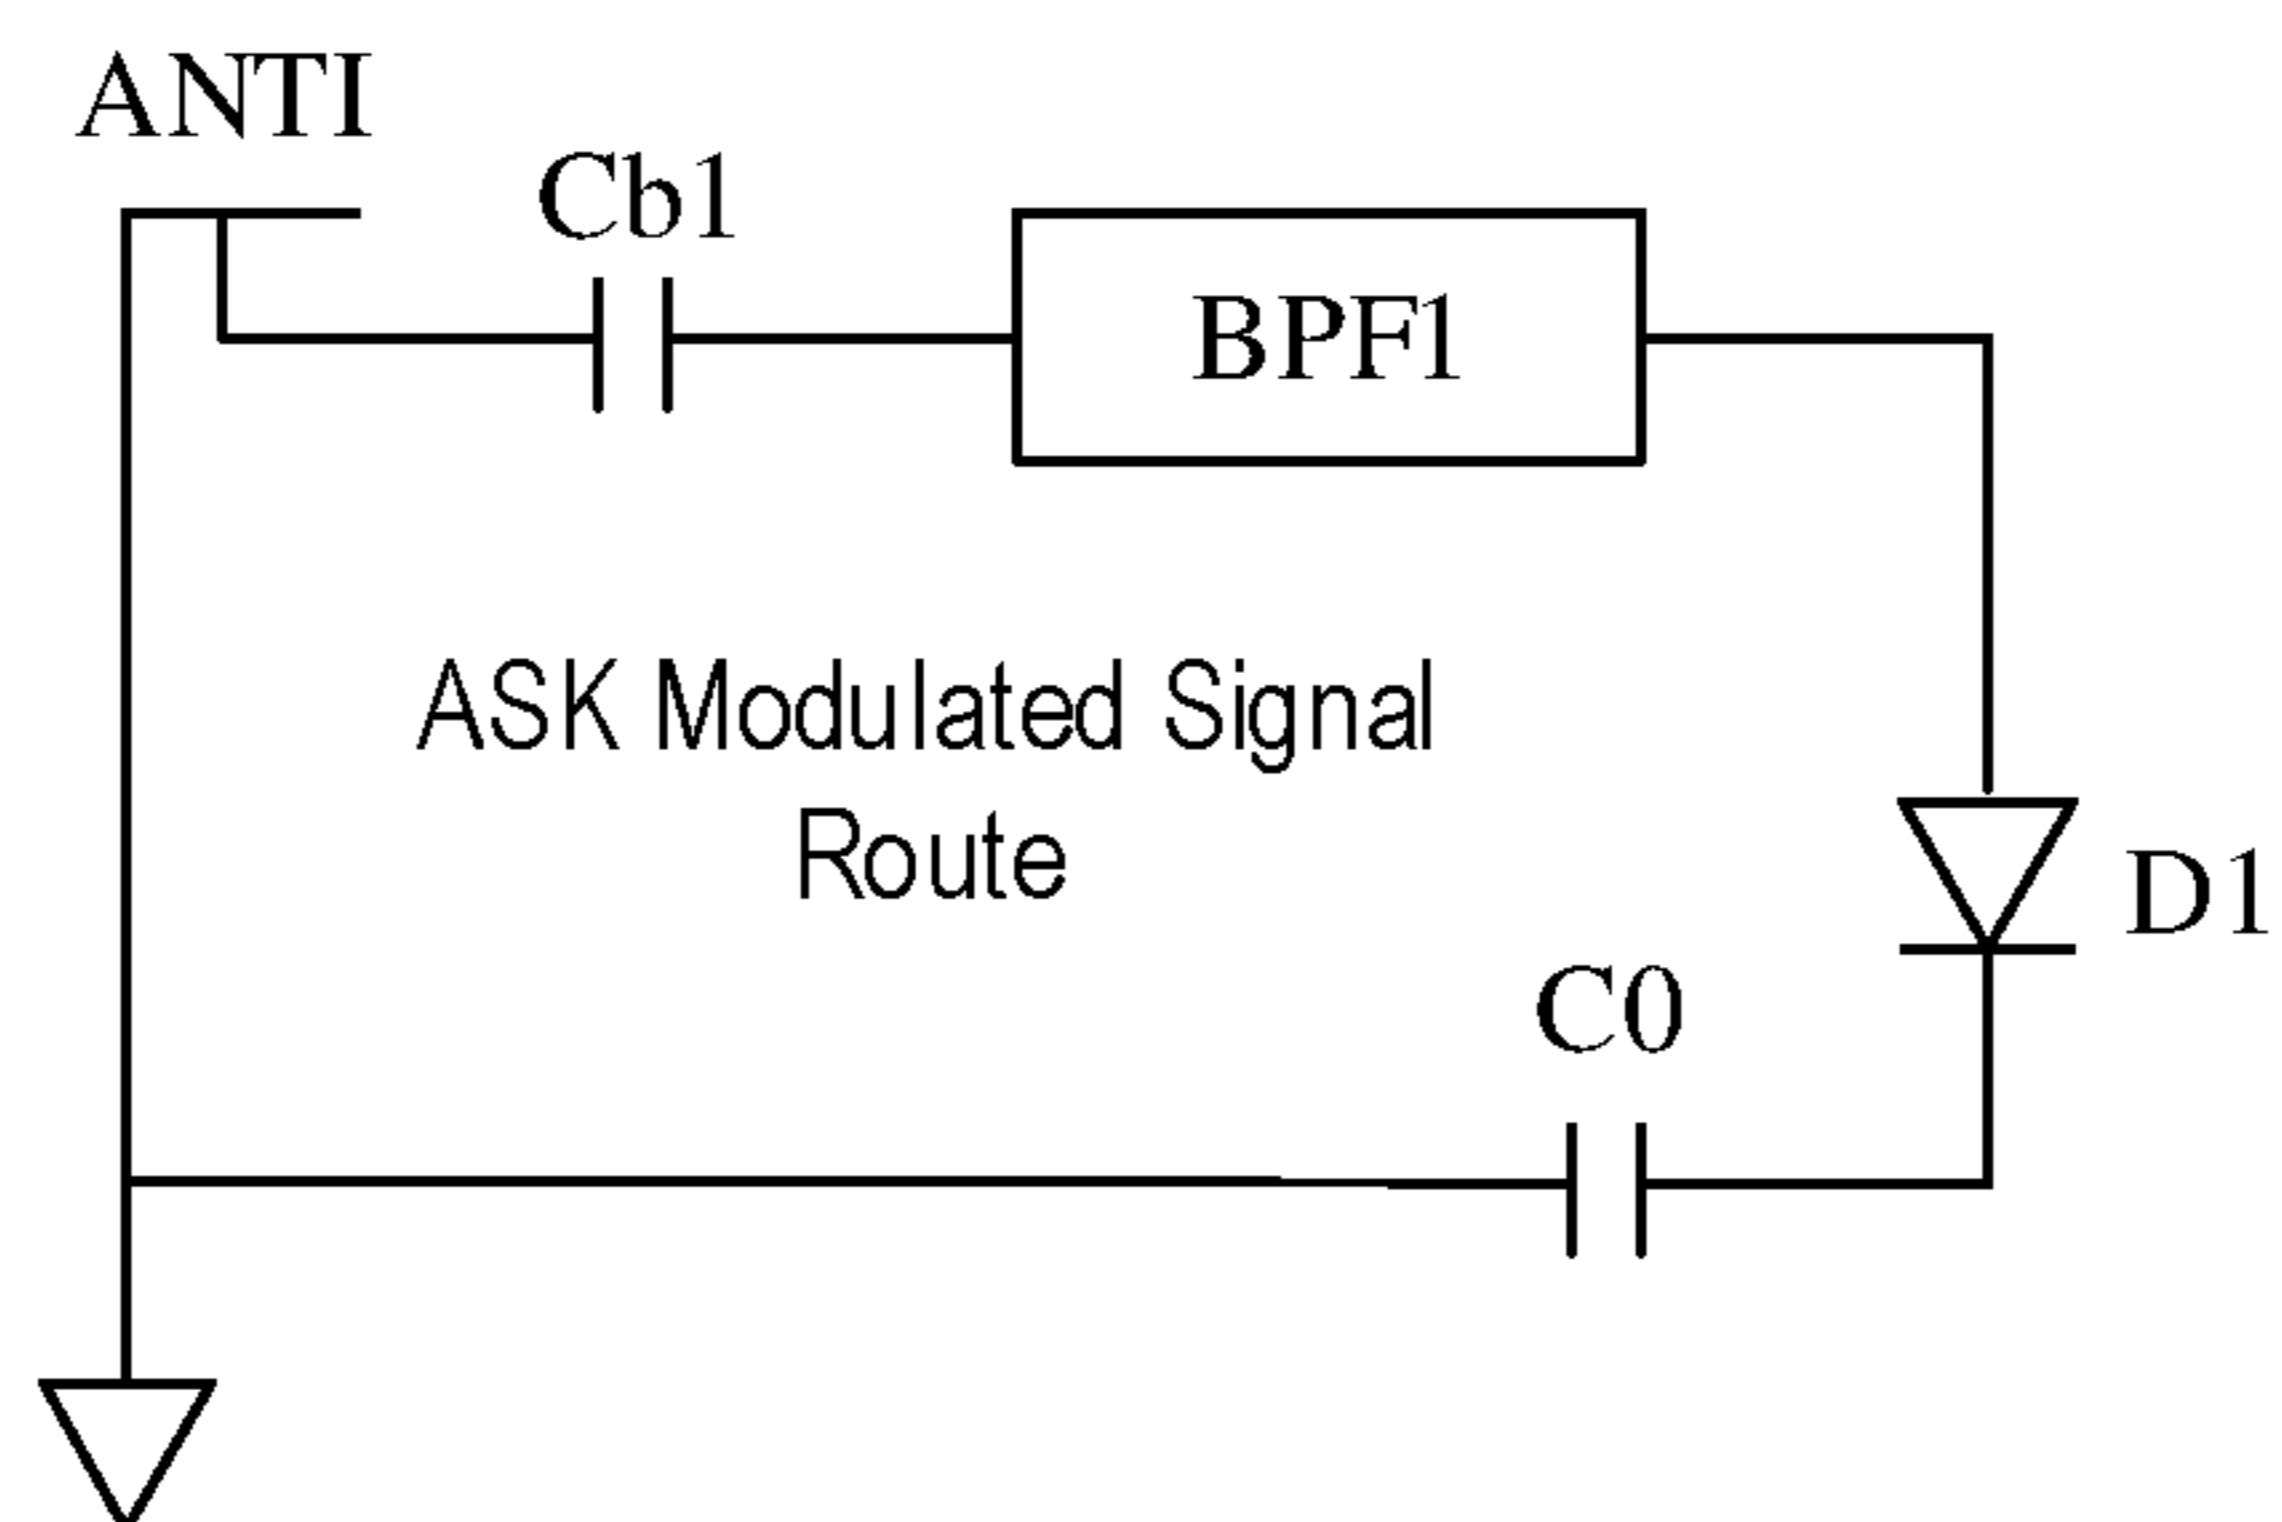 ANTI
Cb1
BPF1
ASK Modulated Signal
Route
D1
C0